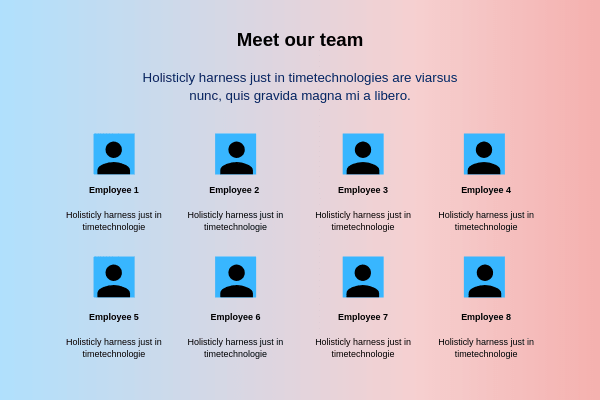 Meet our team
Holisticly harness just in timetechnologies are viarsus
nunc, quis gravida magna mi a libero.
Employee 1
Employee 2
Employee 3
Employee 4
Holisticly harness just in
timetechnologie
Holisticly harness just in
timetechnologie
Holisticly harness just in
timetechnologie
Holisticly harness just in
timetechnologie
Employee 5
Employee 6
Employee 7
Employee 8
Holisticly harness just in
timetechnologie
Holisticly harness just in
timetechnologie
Holisticly harness just in
timetechnologie
Holisticly harness just in
timetechnologie